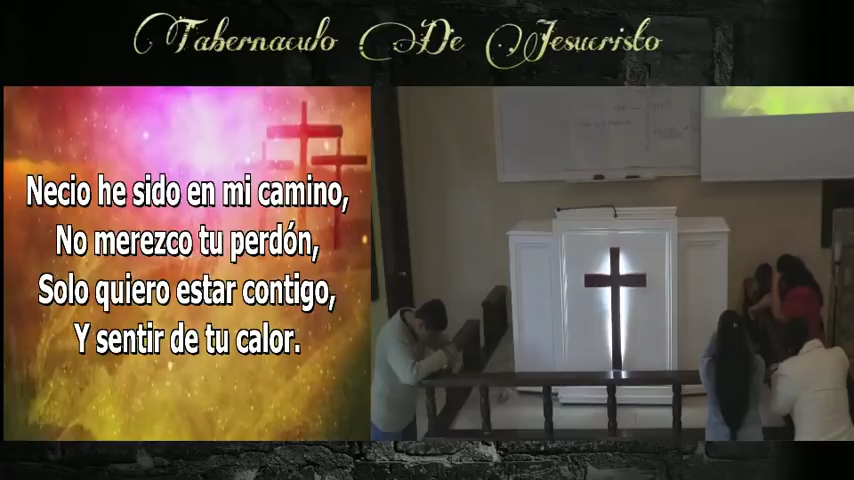 Tabernaculo De Jesucristo
Necio he sido en mi camino,
No merezco tu perdón,
Solo quiero estar contigo,
Y sentir de tu calor.